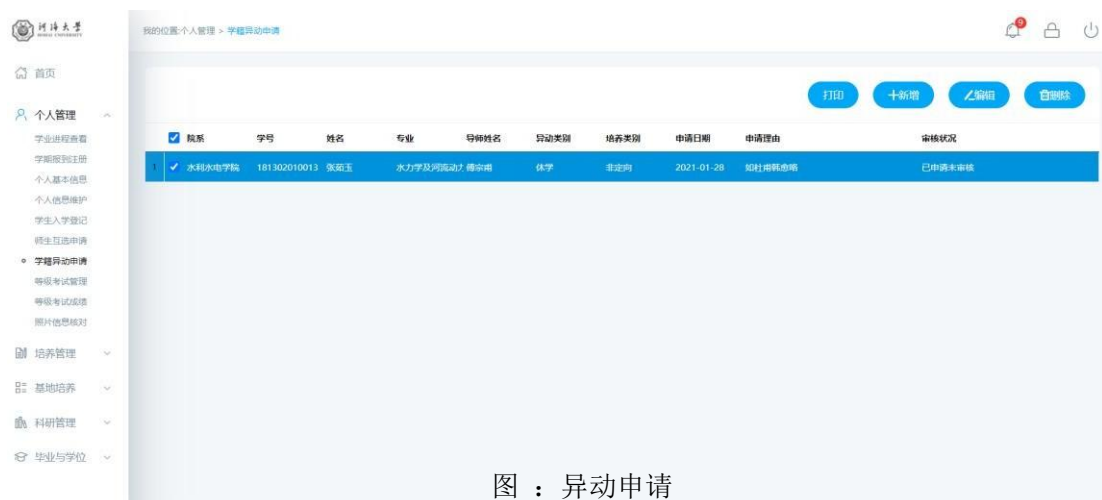 河海大学
HOHAI UNIVERSITY
我的位置:个人管理 > 学籍异动申请
9
首页
个人管理
学业进程查看
学期报到注册
个人基本信息
个人信息维护
学生入学登记
师生互选申请
学籍异动申请
等级考试管理
等级考试成绩
照片信息核对
培养管理
基地培养
科研管理
毕业与学位
打印 新增 编辑 删除
院系 学号 姓名 专业 导师姓名 异动类别 培养类别 申请日期 申请理由 审核状况
1 水利水电学院 181302010013 张茹玉 水力学及河流动力 傅宗甫 休学 非定向 2021-01-28 已申请未审核
图 ：异动申请